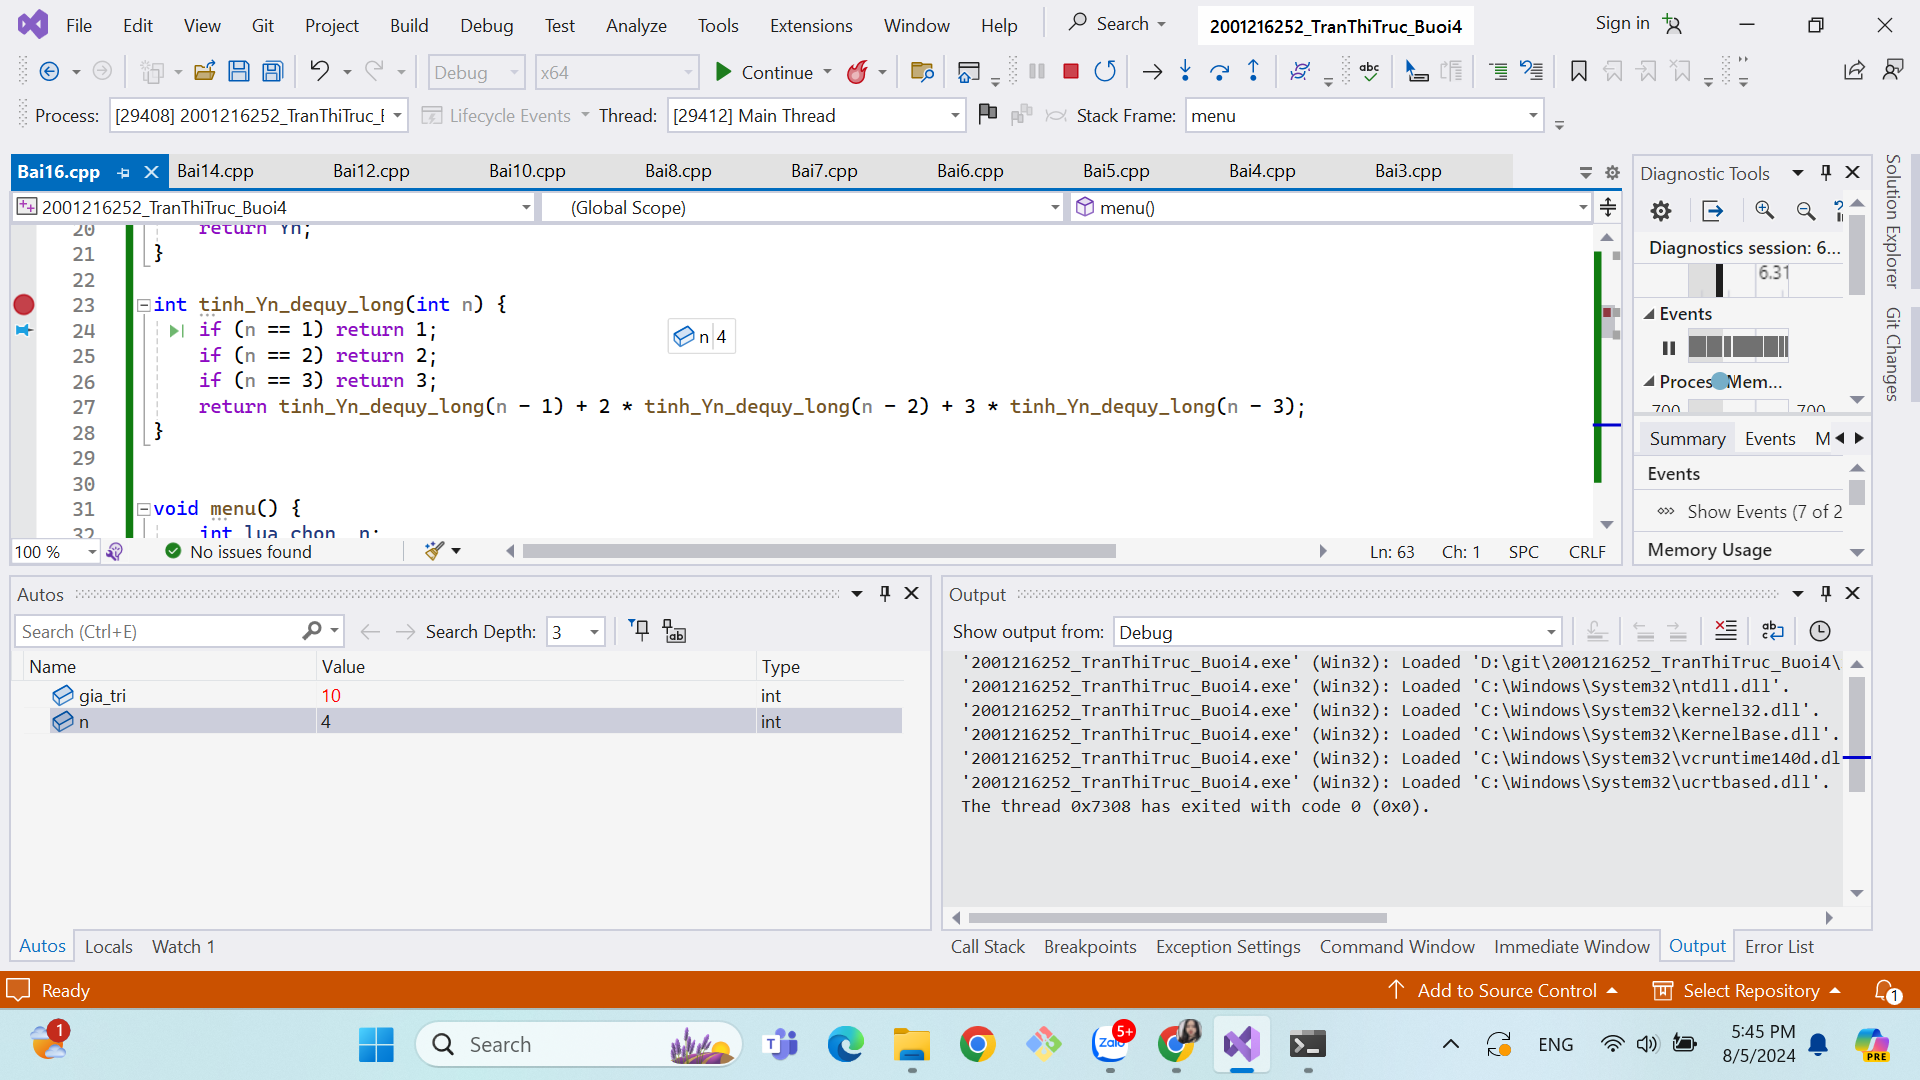 File Edit View Git Project Build Debug Test Analyze Tools Extensions Window Help Search 2001216252_TranThiTruc_Buoi4 Sign in
Debug x64 Continue
Process: [29408] 2001216252_TranThiTruc_E Lifecycle Events Thread: [29412] Main Thread Stack Frame: menu
Bai16.cpp Bai14.cpp Bai12.cpp Bai10.cpp Bai8.cpp Bai7.cpp Bai6.cpp Bai5.cpp Bai4.cpp Bai3.cpp
2001216252_TranThiTruc_Buoi4 (Global Scope) menu()
20 return Yn;
21 }
22
23 int tinh_Yn_dequy_long(int n) {
24 if (n == 1) return 1;
n 4
25 if (n == 2) return 2;
26 if (n == 3) return 3;
27 return tinh_Yn_dequy_long(n - 1) + 2 * tinh_Yn_dequy_long(n - 2) + 3 * tinh_Yn_dequy_long(n - 3);
28 }
29
30
31 void menu() {
32 int lua_chon, n;
100 % No issues found Ln: 63 Ch: 1 SPC CRLF
Diagnostic Tools
Diagnostics session: 6...
6.31
Events
Process Mem...
700 700
Summary Events M
Events
Show Events (7 of 2
Memory Usage
Solution Explorer
Git Changes
Autos
Search (Ctrl+E) Search Depth: 3
Name Value Type
gia_tri 10 int
n 4 int
Autos Locals Watch 1
Output
Show output from: Debug
'2001216252_TranThiTruc_Buoi4.exe' (Win32): Loaded 'D:\git\2001216252_TranThiTruc_Buoi4\
'2001216252_TranThiTruc_Buoi4.exe' (Win32): Loaded 'C:\Windows\System32\ntdll.dll'.
'2001216252_TranThiTruc_Buoi4.exe' (Win32): Loaded 'C:\Windows\System32\kernel32.dll'.
'2001216252_TranThiTruc_Buoi4.exe' (Win32): Loaded 'C:\Windows\System32\KernelBase.dll'.
'2001216252_TranThiTruc_Buoi4.exe' (Win32): Loaded 'C:\Windows\System32\vcruntime140d.dl
'2001216252_TranThiTruc_Buoi4.exe' (Win32): Loaded 'C:\Windows\System32\ucrtbased.dll'.
The thread 0x7308 has exited with code 0 (0x0).
Call Stack Breakpoints Exception Settings Command Window Immediate Window Output Error List
Ready Add to Source Control Select Repository 1
1 Search T Zalo 5+ ENG 5:45 PM
8/5/2024
PRE